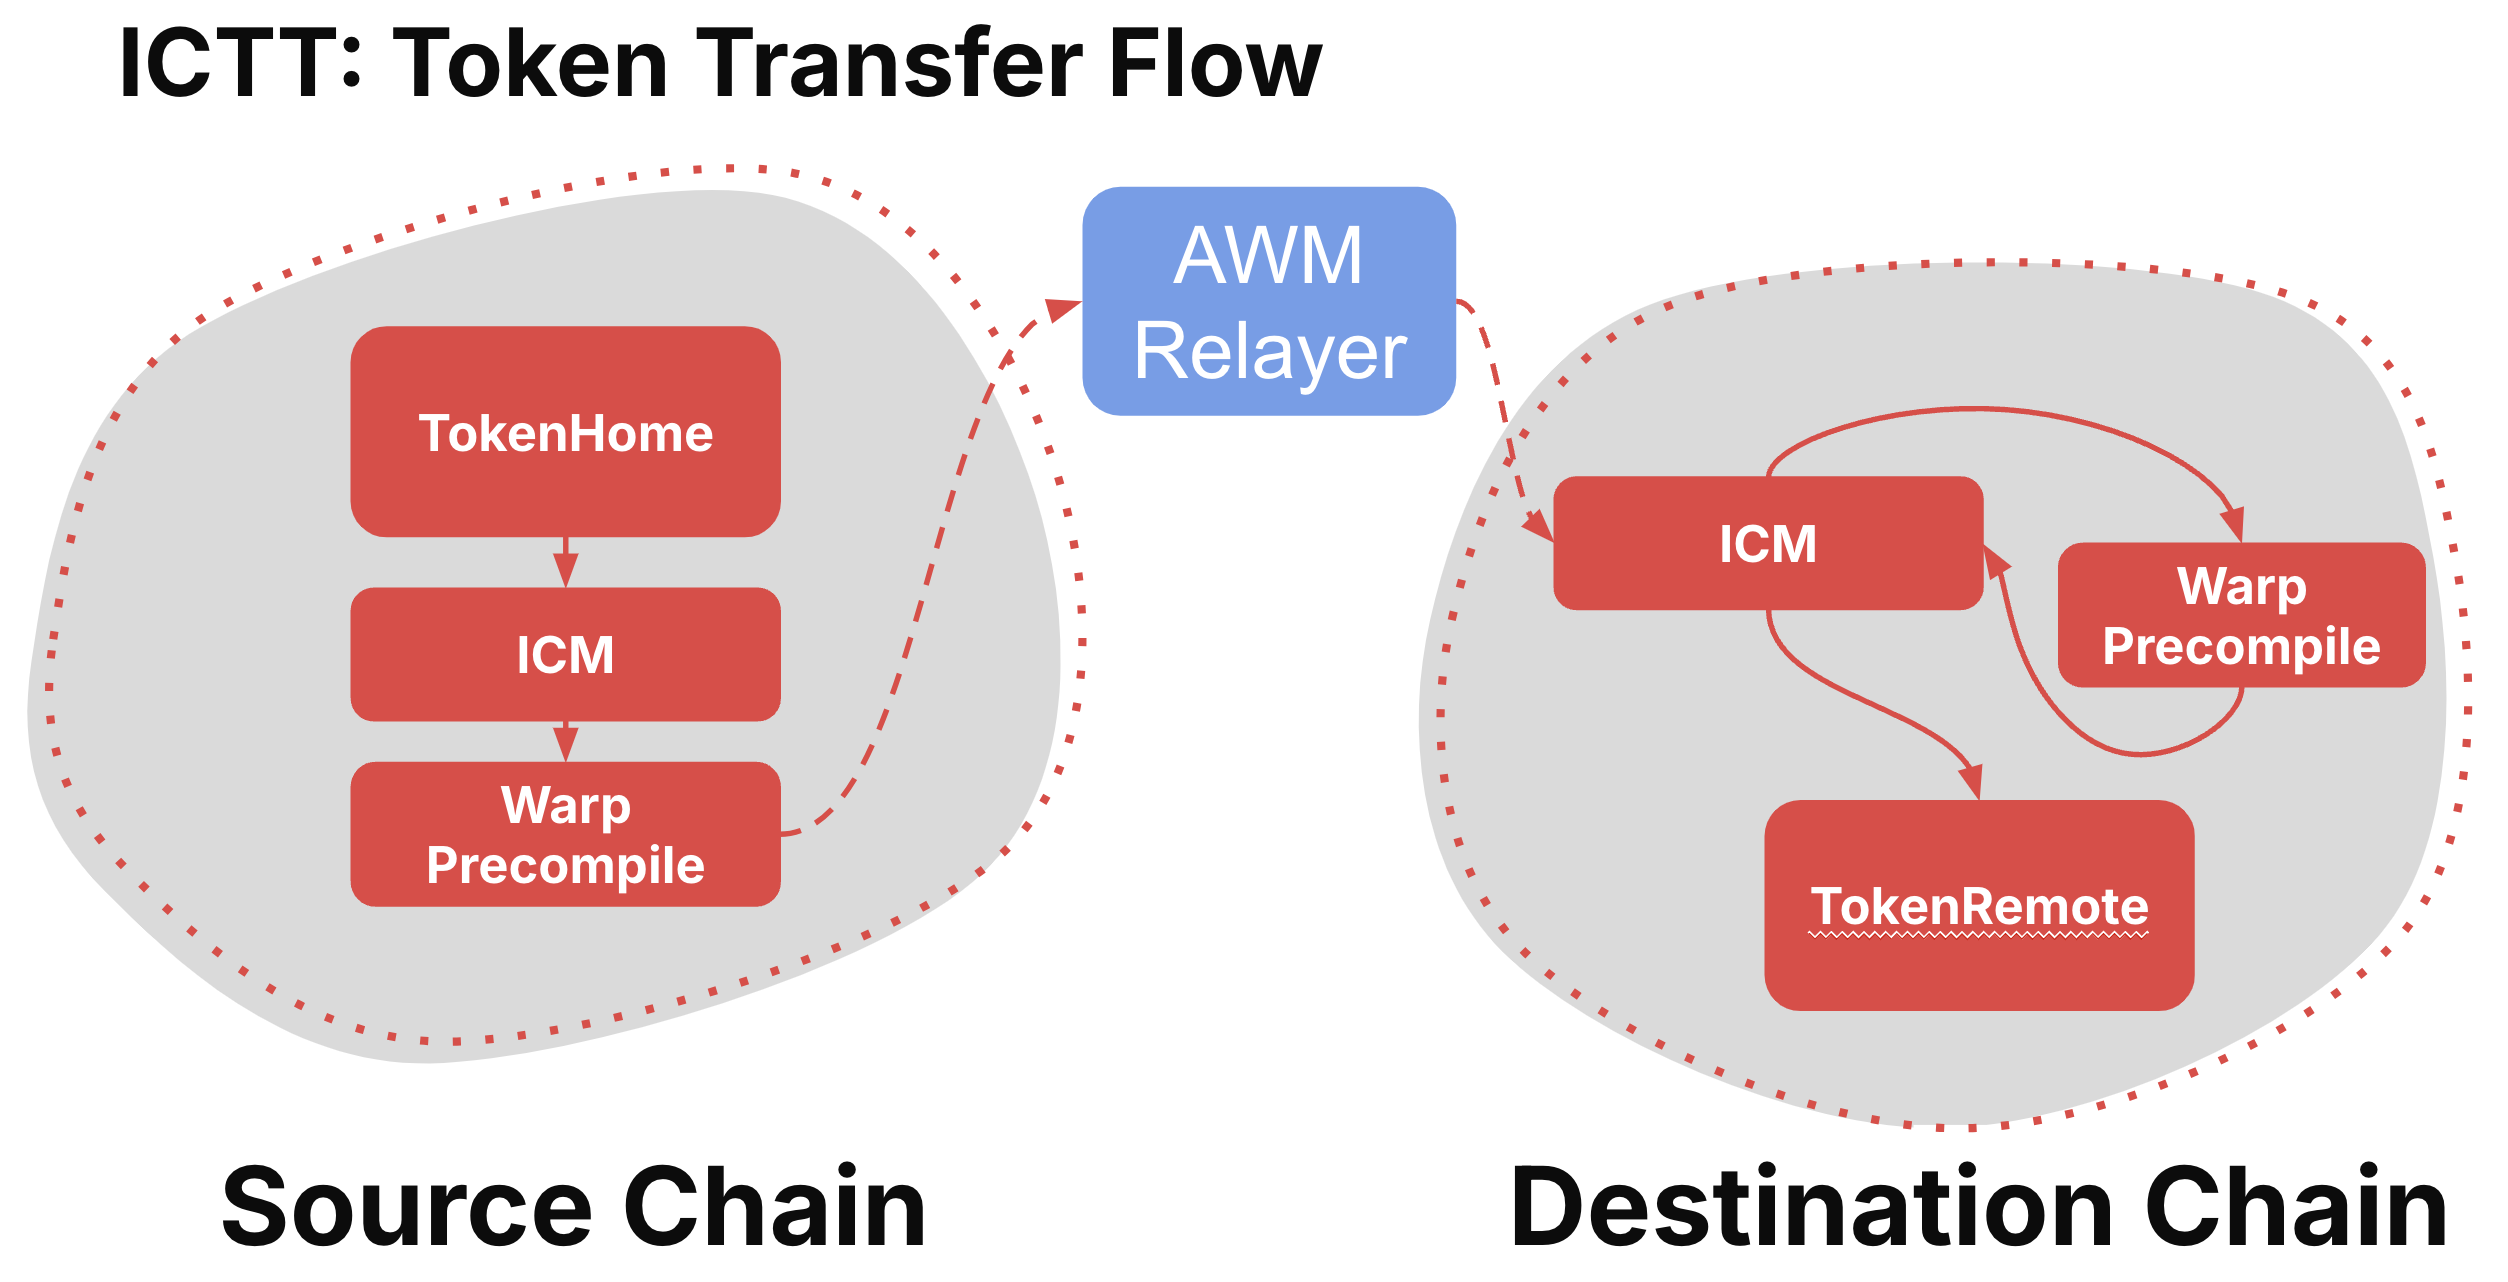 ICTT: Token Transfer Flow
AWM
Relayer
TokenHome
ICM
Warp
Precompile
ICM
Warp
Precompile
TokenRemote
Source Chain
Destination Chain